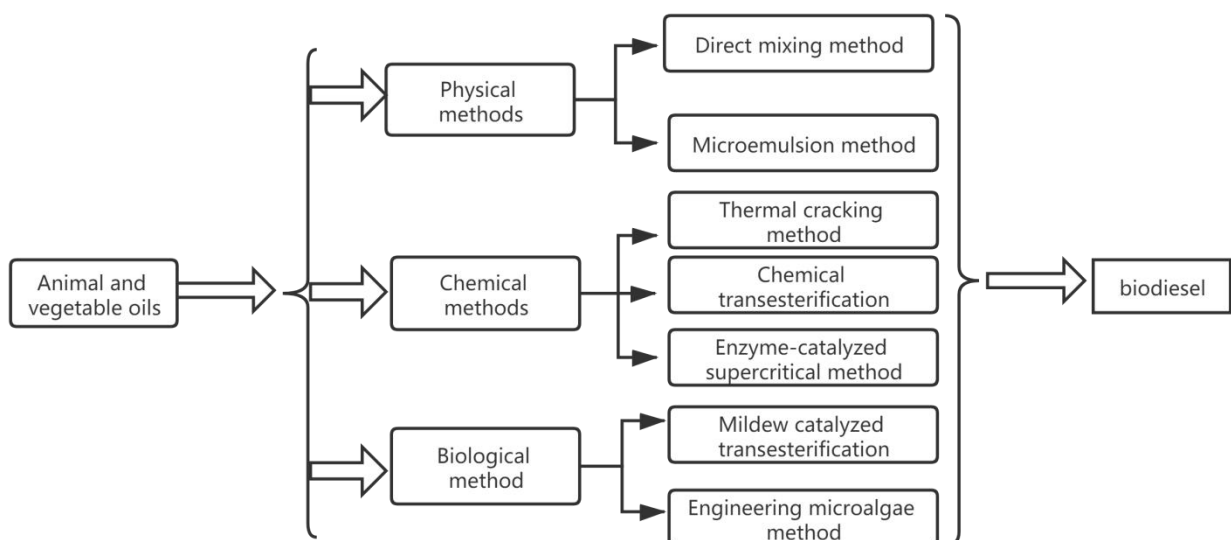 Animal and
vegetable oils
Physical
methods
Direct mixing method
Microemulsion method
Chemical
methods
Thermal cracking
method
Chemical
transesterification
Enzyme-catalyzed
supercritical method
Biological
method
Mildew catalyzed
transesterification
Engineering microalgae
method
biodiesel